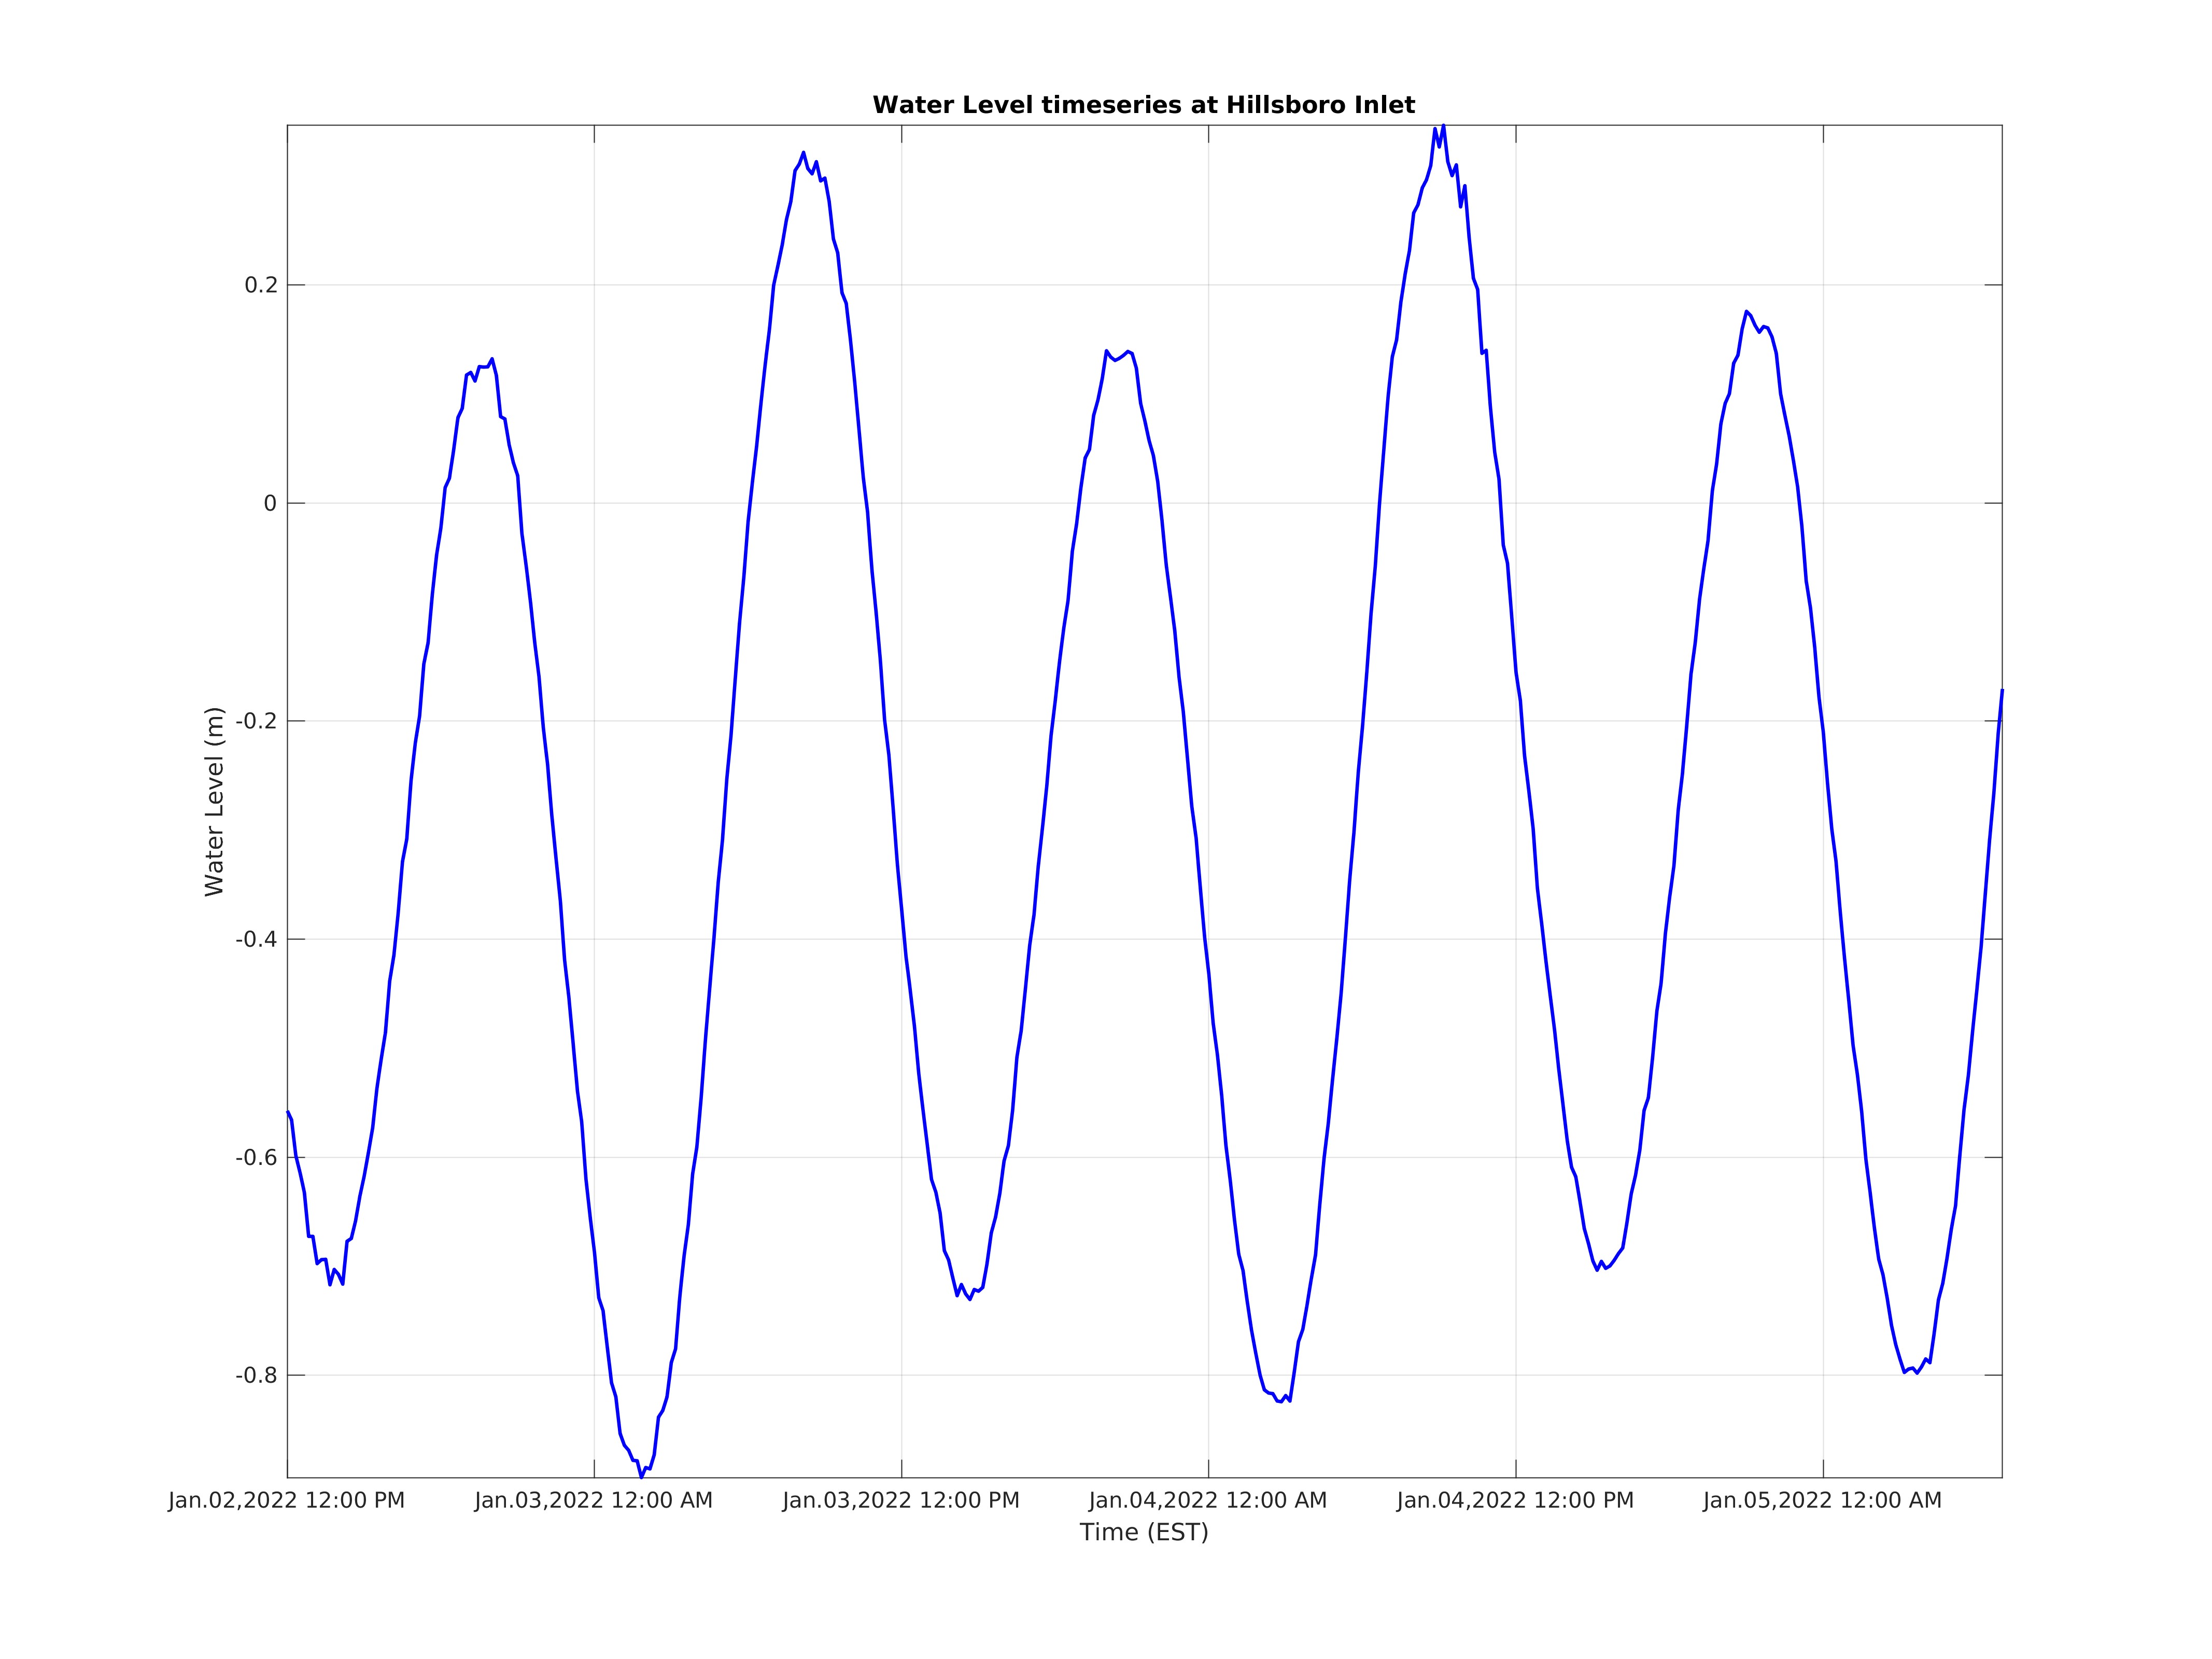 Water Level timeseries at Hillsboro Inlet
Water Level (m)
0.2
0
-0.2
-0.4
-0.6
-0.8
Jan.02,2022 12:00 PM
Jan.03,2022 12:00 AM
Jan.03,2022 12:00 PM
Jan.04,2022 12:00 AM
Jan.04,2022 12:00 PM
Jan.05,2022 12:00 AM
Time (EST)